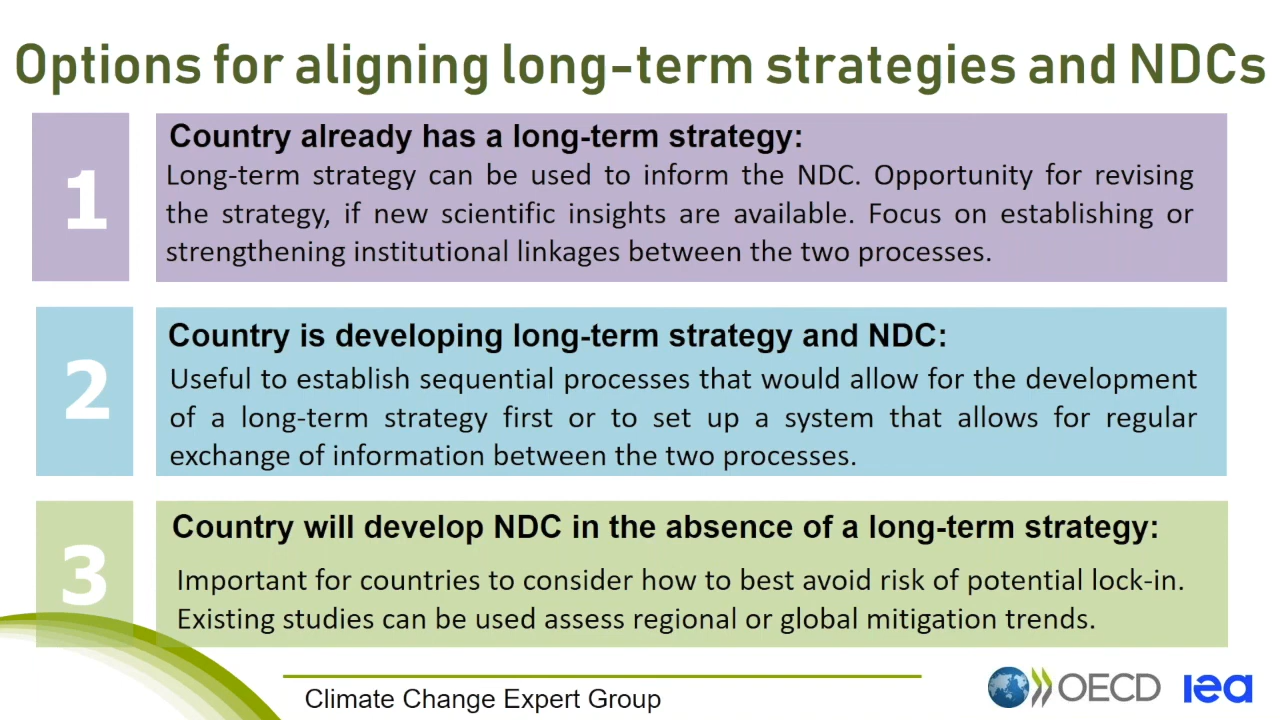 Options for aligning long-term strategies and NDCs
1
Country already has a long-term strategy:
Long-term strategy can be used to inform the NDC. Opportunity for revising
the strategy, if new scientific insights are available. Focus on establishing or
strengthening institutional linkages between the two processes.
2
Country is developing long-term strategy and NDC:
Useful to establish sequential processes that would allow for the development
of a long-term strategy first or to set up a system that allows for regular
exchange of information between the two processes.
3
Country will develop NDC in the absence of a long-term strategy:
Important for countries to consider how to best avoid risk of potential lock-in.
Existing studies can be used assess regional or global mitigation trends.
Climate Change Expert Group
OECD
iea